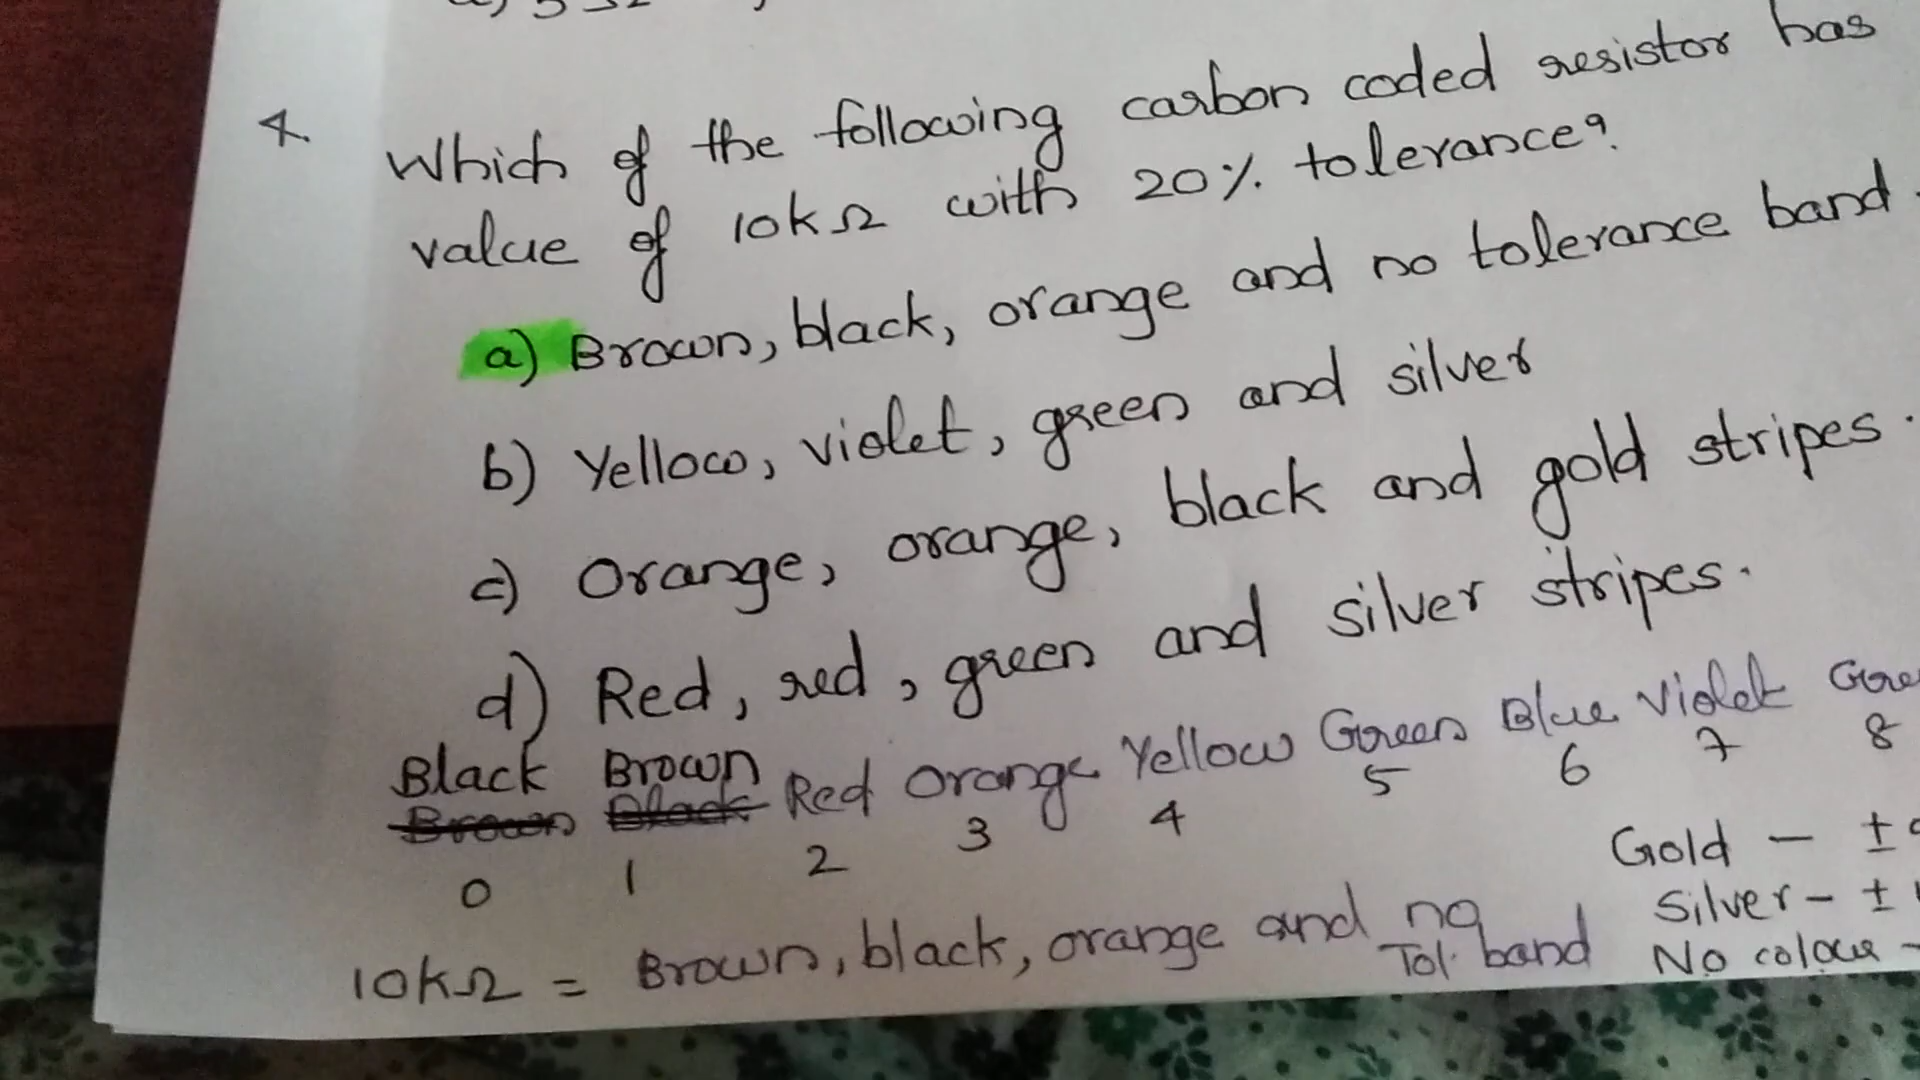 4. Which of the following carbon coded resistor has
value of 10kΩ with 20% tolerance?
a) Brown, black, orange and no tolerance band.
b) Yellow, violet, green and silver
c) Orange, orange, black and gold stripes.
d) Red, red, green and silver stripes.
Black Brown Red Orange Yellow Green Blue Violet
Brown Black
0 1 2 3 4 5 6 7 8
Gold - ±
Silver - ±
No colour -
10kΩ = Brown, black, orange and no
Tol. band